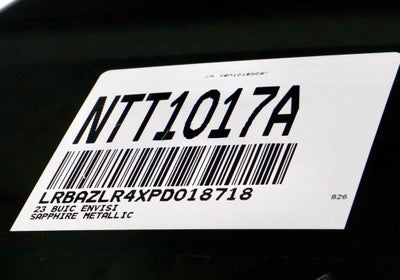 NTT1017A
LRBAZLR4XPD018718
23 BUIC ENVISI
SAPPHIRE METALLIC
826